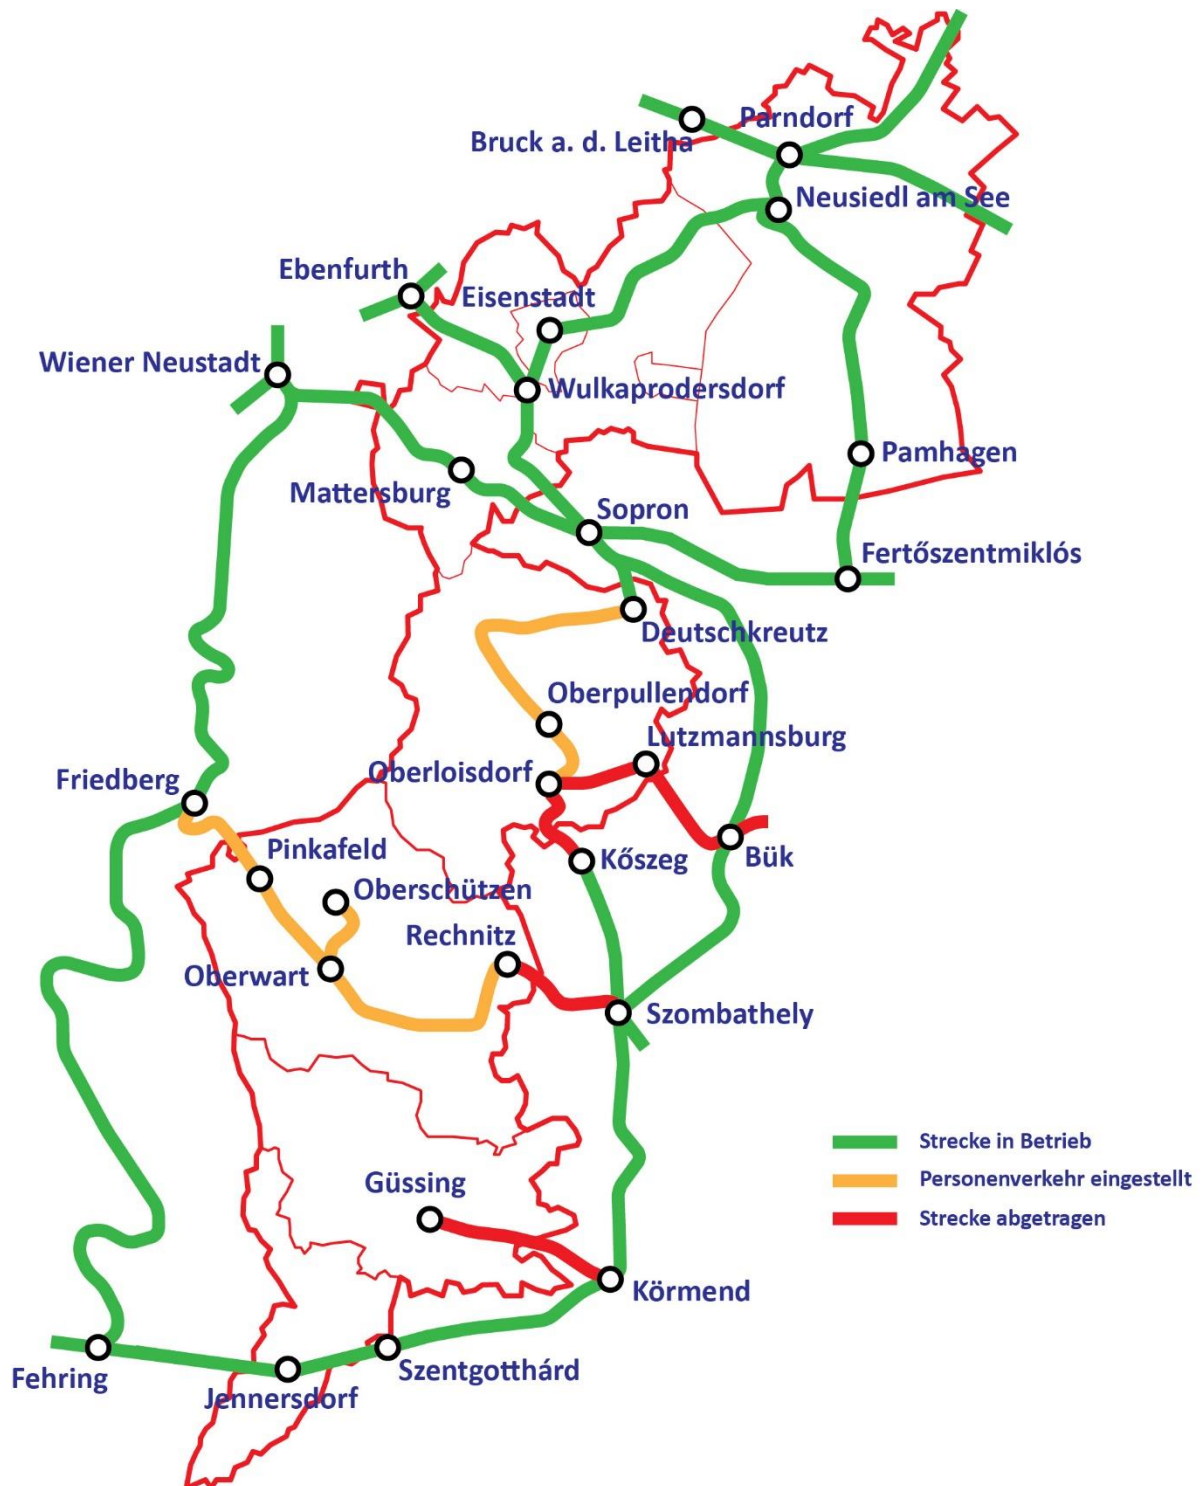 Parndorf
Bruck a. d. Leitha
Neusiedl am See
Ebenfurth
Eisenstadt
Wiener Neustadt
Wulkaprodersdorf
Pamhagen
Mattersburg
Sopron
Fertőszentmiklós
Deutschkreutz
Oberpullendorf
Lutzmannsburg
Oberloisdorf
Friedberg
Pinkafeld
Kőszeg
Bük
Oberschützen
Rechnitz
Oberwart
Szombathely
Strecke in Betrieb
Personenverkehr eingestellt
Strecke abgetragen
Güssing
Körmend
Fehring
Szentgotthárd
Jennersdorf